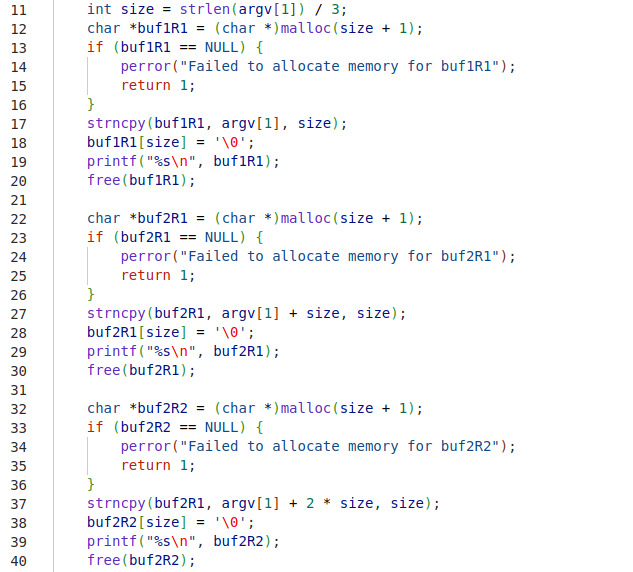 11 int size = strlen(argv[1]) / 3;
12 char *buf1R1 = (char *)malloc(size + 1);
13 if (buf1R1 == NULL) {
14 perror("Failed to allocate memory for buf1R1");
15 return 1;
16 }
17 strncpy(buf1R1, argv[1], size);
18 buf1R1[size] = '\0';
19 printf("%s\n", buf1R1);
20 free(buf1R1);
21
22 char *buf2R1 = (char *)malloc(size + 1);
23 if (buf2R1 == NULL) {
24 perror("Failed to allocate memory for buf2R1");
25 return 1;
26 }
27 strncpy(buf2R1, argv[1] + size, size);
28 buf2R1[size] = '\0';
29 printf("%s\n", buf2R1);
30 free(buf2R1);
31
32 char *buf2R2 = (char *)malloc(size + 1);
33 if (buf2R2 == NULL) {
34 perror("Failed to allocate memory for buf2R2");
35 return 1;
36 }
37 strncpy(buf2R1, argv[1] + 2 * size, size);
38 buf2R2[size] = '\0';
39 printf("%s\n", buf2R2);
40 free(buf2R2);